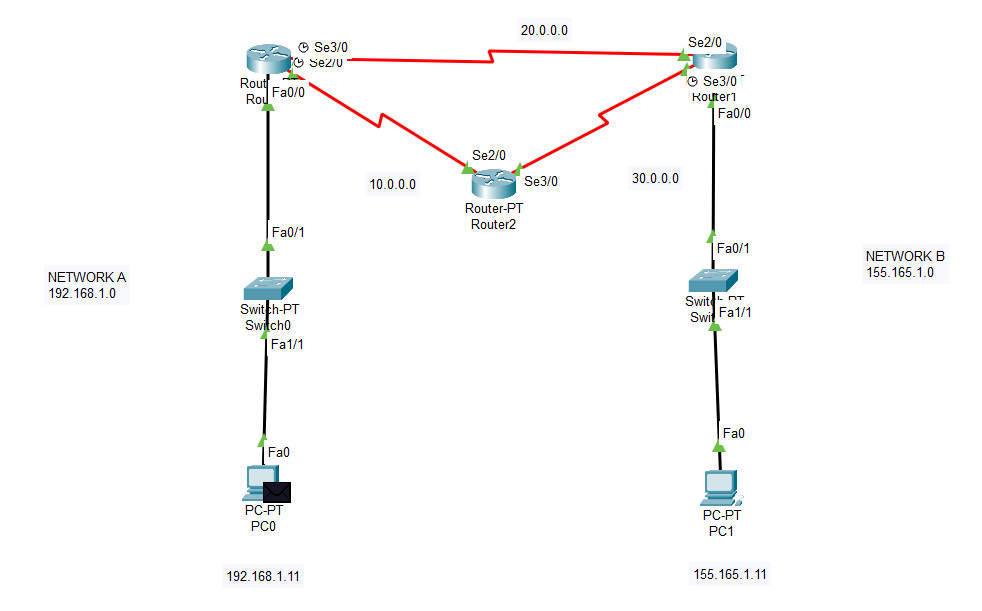 20.0.0.0
Se3/0
Se2/0
Se2/0
Se3/0
Router1
Rout
Rou
Fa0/0
Fa0/0
Se2/0
Se3/0
10.0.0.0
30.0.0.0
Router-PT
Router2
Fa0/1
Fa0/1
NETWORK A
192.168.1.0
NETWORK B
155.165.1.0
Switch-PT
Switch0
Fa1/1
Fa1/1
Fa0
Fa0
PC-PT
PC0
PC-PT
PC1
192.168.1.11
155.165.1.11